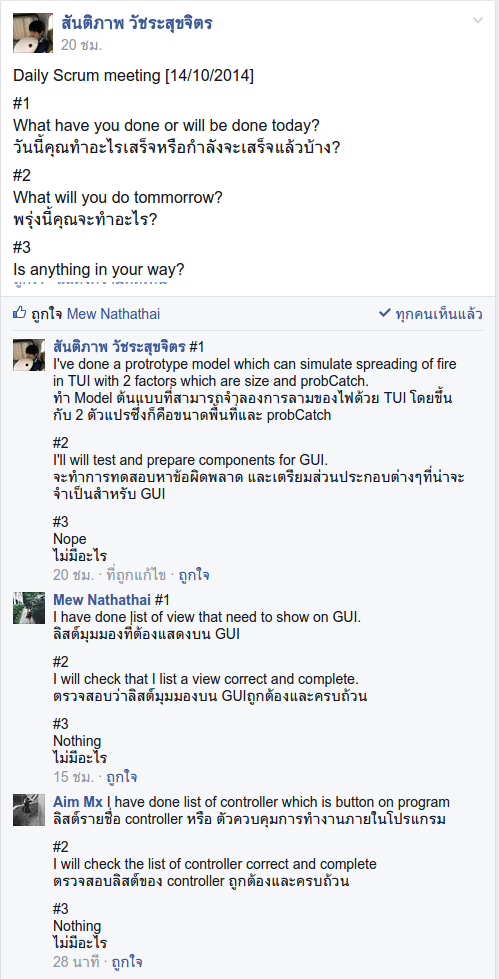 สันติภาพ วัชระสุขจิตร
20 ชม.
Daily Scrum meeting [14/10/2014]
#1
What have you done or will be done today?
วันนี้คุณทำอะไรเสร็จหรือกำลังจะเสร็จแล้วบ้าง?
#2
What will you do tommorrow?
พรุ่งนี้คุณจะทำอะไร?
#3
Is anything in your way?
ถูกใจ Mew Nathathai
ทุกคนเห็นแล้ว
สันติภาพ วัชระสุขจิตร #1
I've done a protrotype model which can simulate spreading of fire
in TUI with 2 factors which are size and probCatch.
ทำ Model ต้นแบบที่สามารถจำลองการลามของไฟด้วย TUI โดยขึ้น
กับ 2 ตัวแปรซึ่งก็คือขนาดพื้นที่และ probCatch
#2
I'll will test and prepare components for GUI.
จะทำการทดสอบหาข้อผิดพลาด และเตรียมส่วนประกอบต่างๆที่น่าจะ
จำเป็นสำหรับ GUI
#3
Nope
ไม่มีอะไร
20 ชม. · ที่ถูกแก้ไข · ถูกใจ
Mew Nathathai #1
I have done list of view that need to show on GUI.
ลิสต์มุมมองที่ต้องแสดงบน GUI
#2
I will check that I list a view correct and complete.
ตรวจสอบว่าลิสต์มุมมองบน GUIถูกต้องและครบถ้วน
#3
Nothing
ไม่มีอะไร
15 ชม. · ถูกใจ
Aim Mx I have done list of controller which is button on program
ลิสต์รายชื่อ controller หรือ ตัวควบคุมการทำงานภายในโปรแกรม
#2
I will check the list of controller correct and complete
ตรวจสอบลิสต์ของ controller ถูกต้องและครบถ้วน
#3
Nothing
ไม่มีอะไร
28 นาที · ถูกใจ